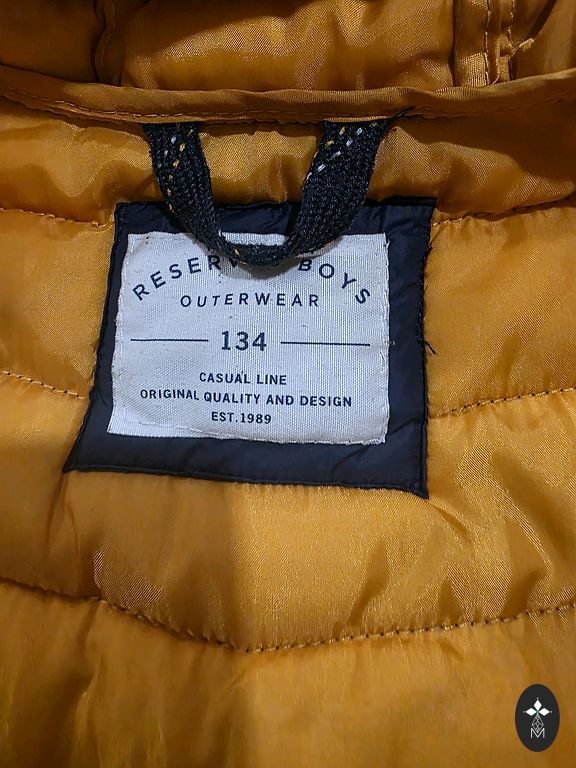 RESER BOYS
OUTERWEAR
134
CASUAL LINE
ORIGINAL QUALITY AND DESIGN
EST.1989